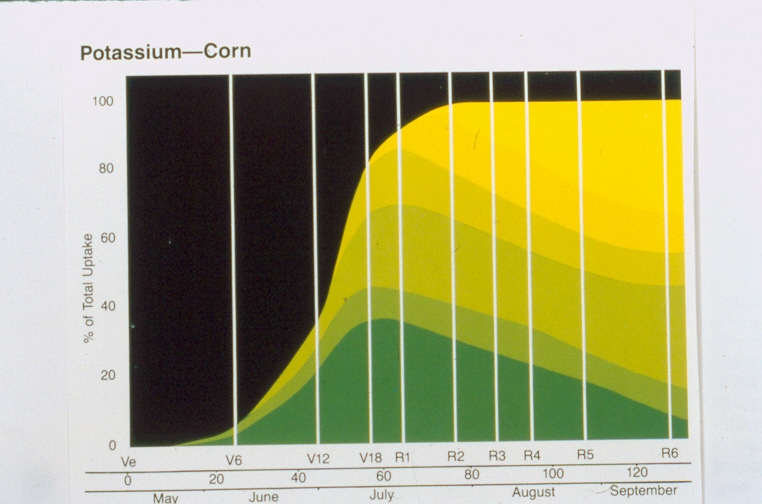 Potassium—Corn
100
80
60
40
20
0
% of Total Uptake
Ve V6 V12 V18 R1 R2 R3 R4 R5 R6
0 20 40 60 80 100 120
May June July August September